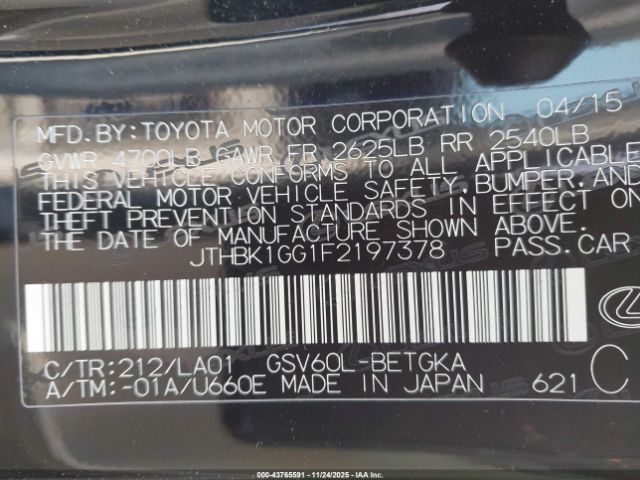 MFD.BY:TOYOTA MOTOR CORPORATION 04/15
GVWR 4700LB GAWR FR 2625LB RR 2540LB
THIS VEHICLE CONFORMS TO ALL APPLICABLE
FEDERAL MOTOR VEHICLE SAFETY,BUMPER,AND
THEFT PREVENTION STANDARDS IN EFFECT ON
THE DATE OF MANUFACTURE SHOWN ABOVE.
JTHBK1GG1F2197378 PASS.CAR
C/TR:212/LA01 GSV60L-BETGKA
A/TM:-01A/U660E MADE IN JAPAN 621 C
000-43765591 - 11/24/2025 - IAAI.COM